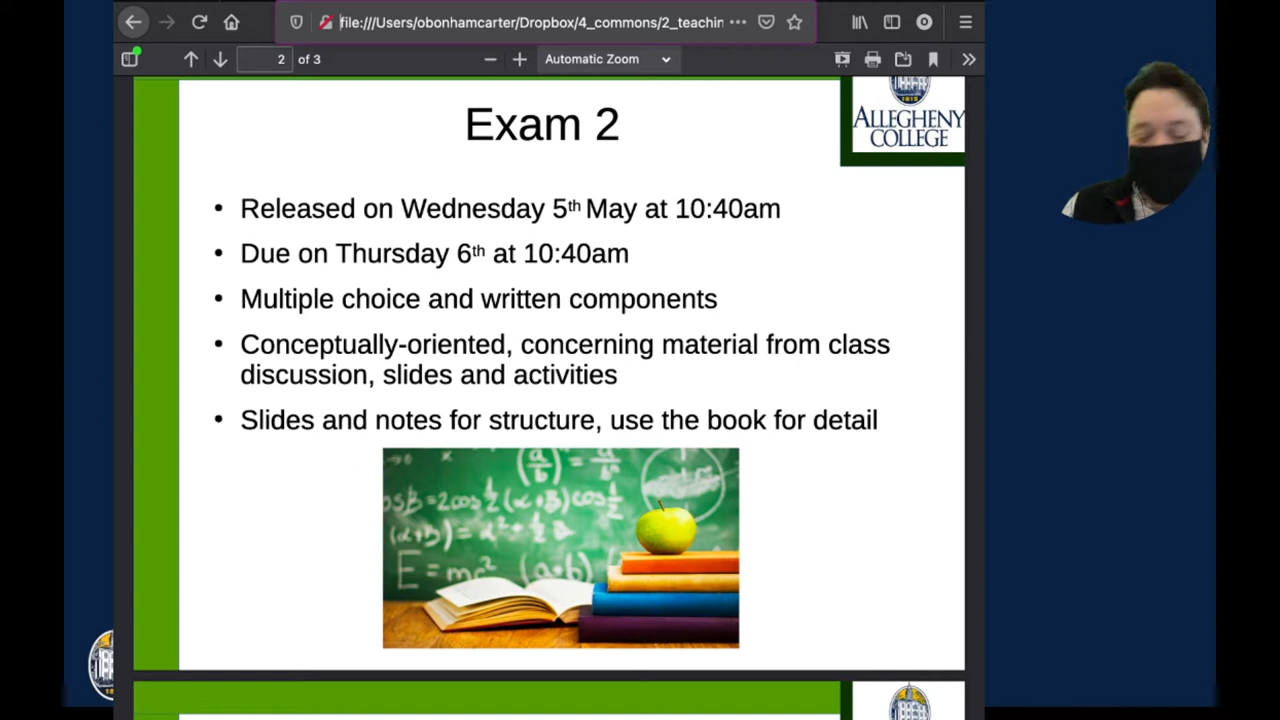 file:///Users/obonhamcarter/Dropbox/4_commons/2_teachin
2 of 3
Automatic Zoom
1815
ALLEGHENY
COLLEGE
Exam 2
• Released on Wednesday 5th May at 10:40am
• Due on Thursday 6th at 10:40am
• Multiple choice and written components
• Conceptually-oriented, concerning material from class
discussion, slides and activities
• Slides and notes for structure, use the book for detail
E=mc²